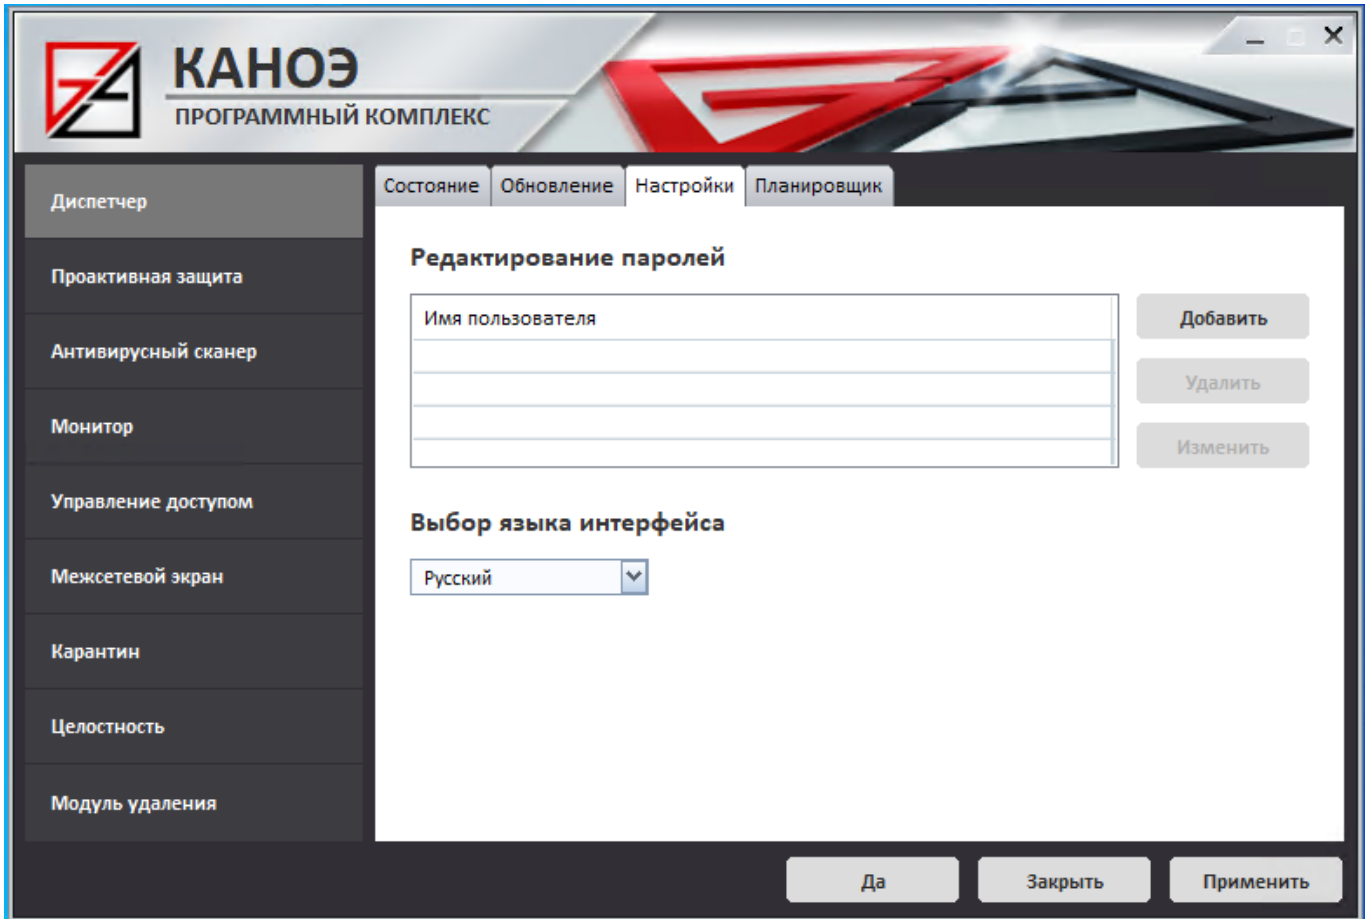 КАНОЭ
ПРОГРАММНЫЙ КОМПЛЕКС
Диспетчер
Проактивная защита
Антивирусный сканер
Монитор
Управление доступом
Межсетевой экран
Карантин
Целостность
Модуль удаления
Состояние Обновление Настройки Планировщик
Редактирование паролей
Имя пользователя
Добавить
Удалить
Изменить
Выбор языка интерфейса
Русский
Да Закрыть Применить